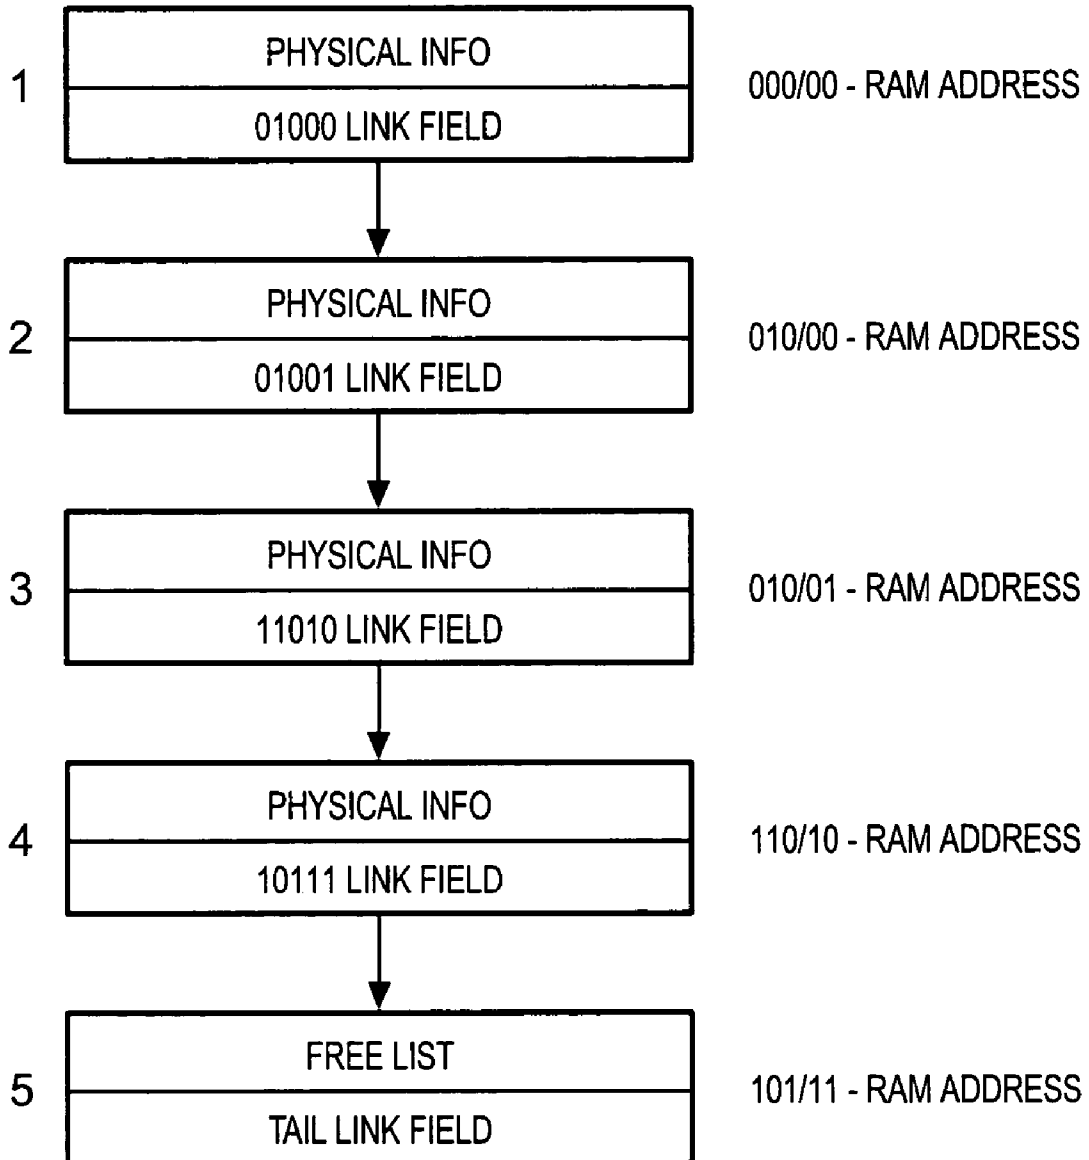 PHYSICAL INFO
1 000/00 - RAM ADDRESS
01000 LINK FIELD
PHYSICAL INFO
2 010/00 - RAM ADDRESS
01001 LINK FIELD
PHYSICAL INFO
3 010/01 - RAM ADDRESS
11010 LINK FIELD
PHYSICAL INFO
4 110/10 - RAM ADDRESS
10111 LINK FIELD
FREE LIST
5 101/11 - RAM ADDRESS
TAIL LINK FIELD